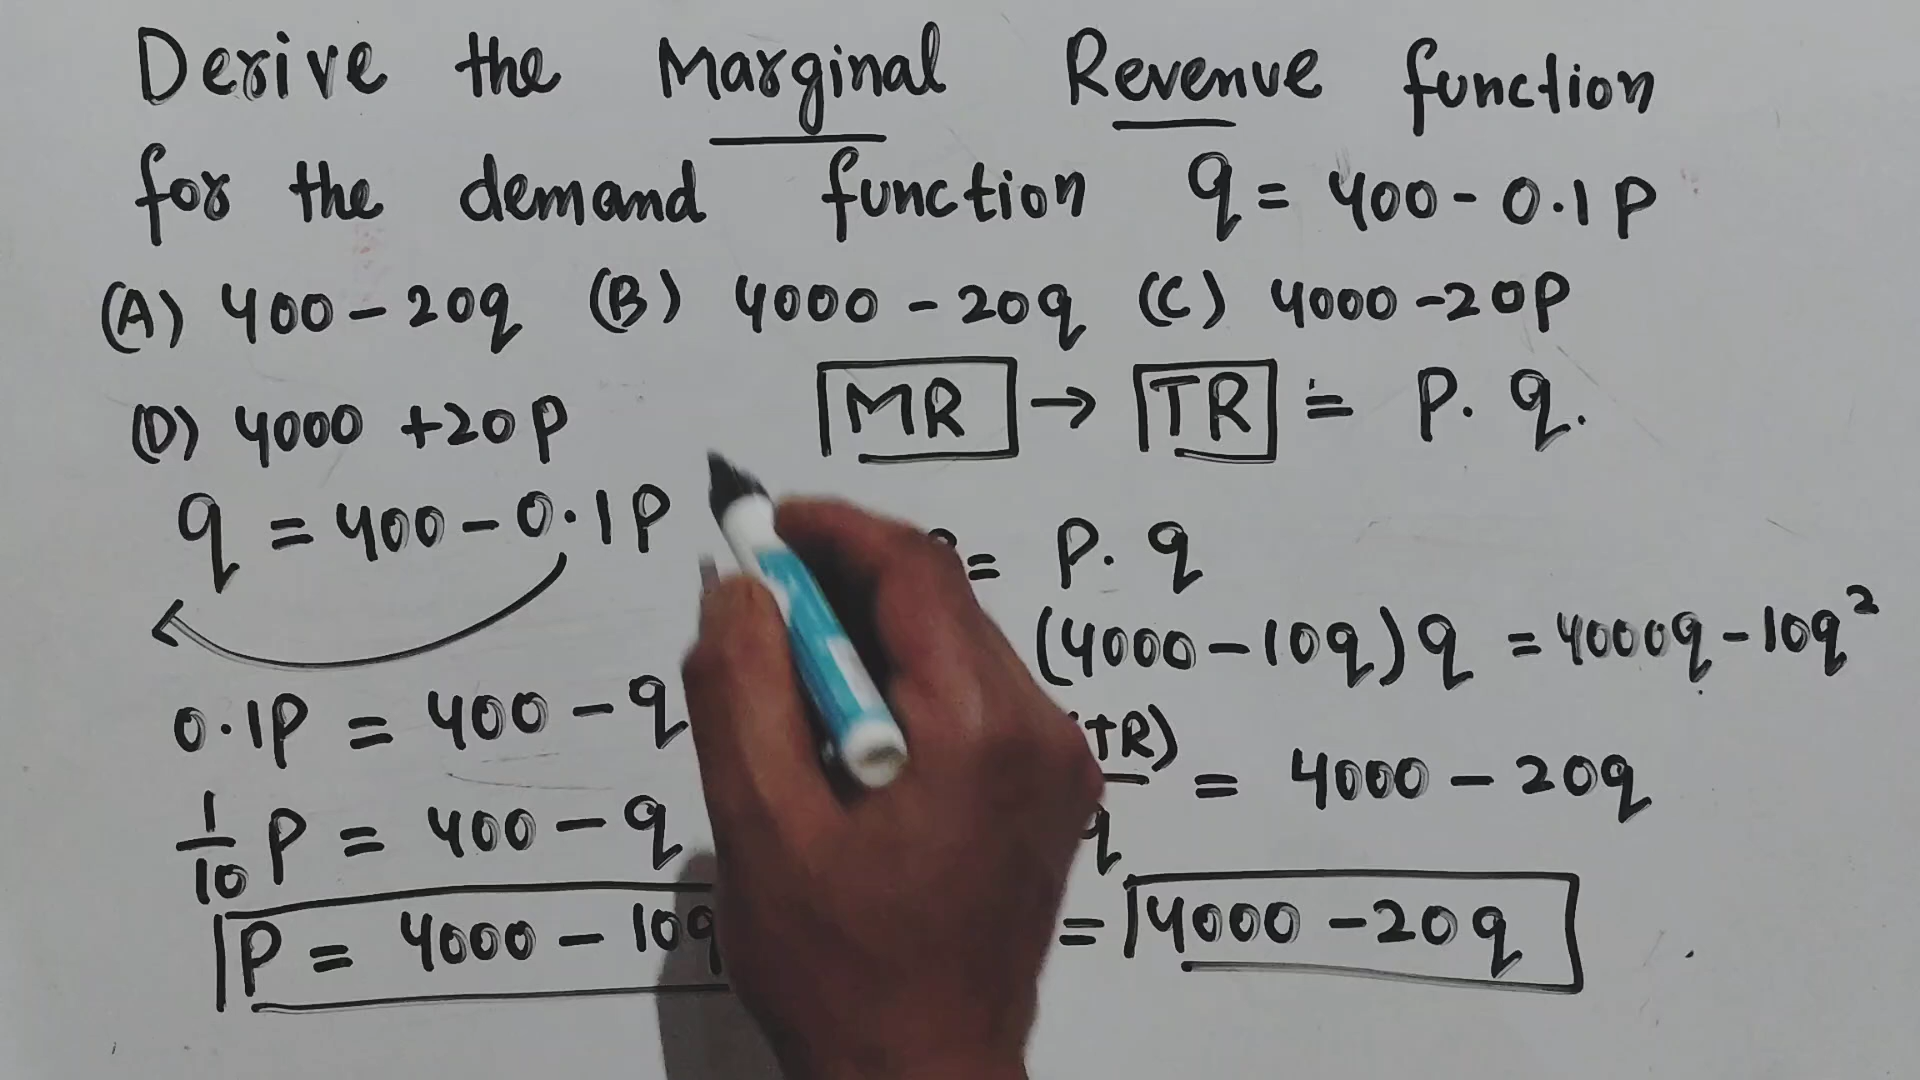 Derive the Marginal Revenue function
for the demand function q = 400 - 0.1P
(A) 400 - 20q (B) 4000 - 20q (C) 4000 - 20P
(D) 4000 + 20P
MR → TR = P. q.
q = 400 - 0.1P
0.1P = 400 - q
1/10 P = 400 - q
P = 4000 - 10q
= P. q
(4000 - 10q) q = 4000q - 10q²
TR) = 4000 - 20q
q
= 4000 - 20q